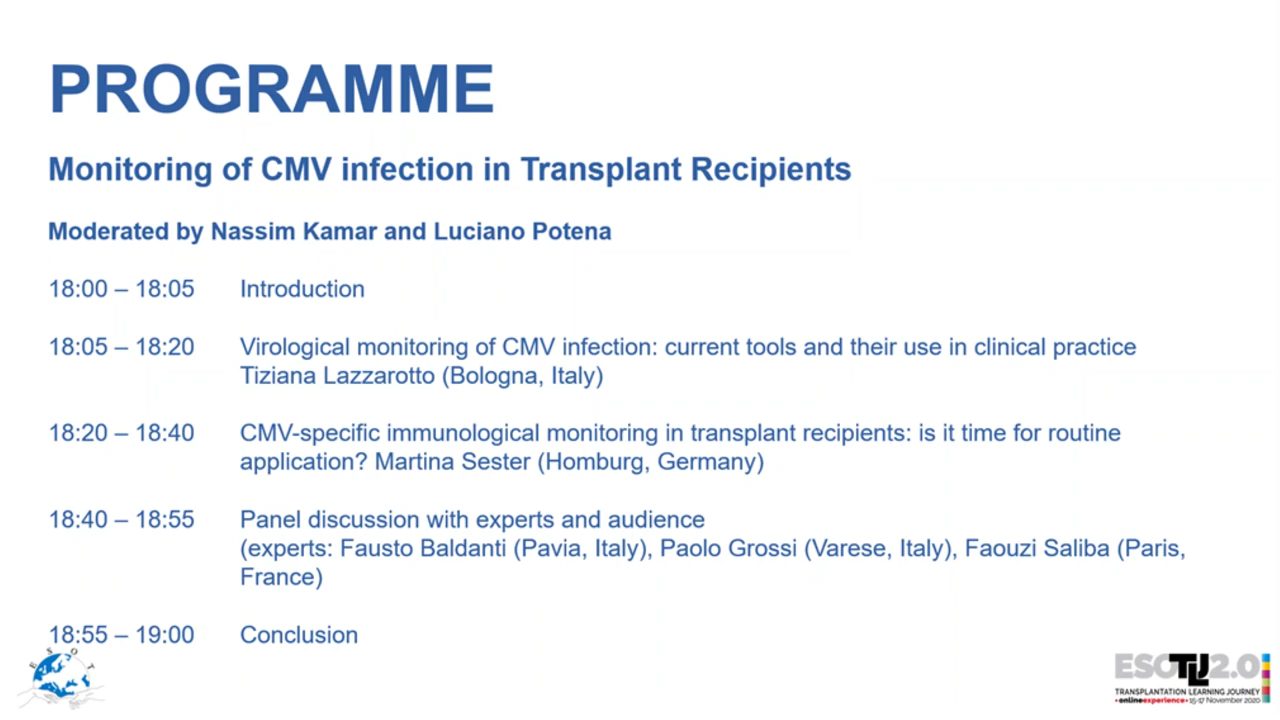 PROGRAMME
Monitoring of CMV infection in Transplant Recipients
Moderated by Nassim Kamar and Luciano Potena
18:00 – 18:05 Introduction
18:05 – 18:20 Virological monitoring of CMV infection: current tools and their use in clinical practice
Tiziana Lazzarotto (Bologna, Italy)
18:20 – 18:40 CMV-specific immunological monitoring in transplant recipients: is it time for routine
application? Martina Sester (Homburg, Germany)
18:40 – 18:55 Panel discussion with experts and audience
(experts: Fausto Baldanti (Pavia, Italy), Paolo Grossi (Varese, Italy), Faouzi Saliba (Paris,
France)
18:55 – 19:00 Conclusion
ESOT
ESOTLJ2.0
TRANSPLANTATION LEARNING JOURNEY
•onlineexperience• 15-17 November 2020